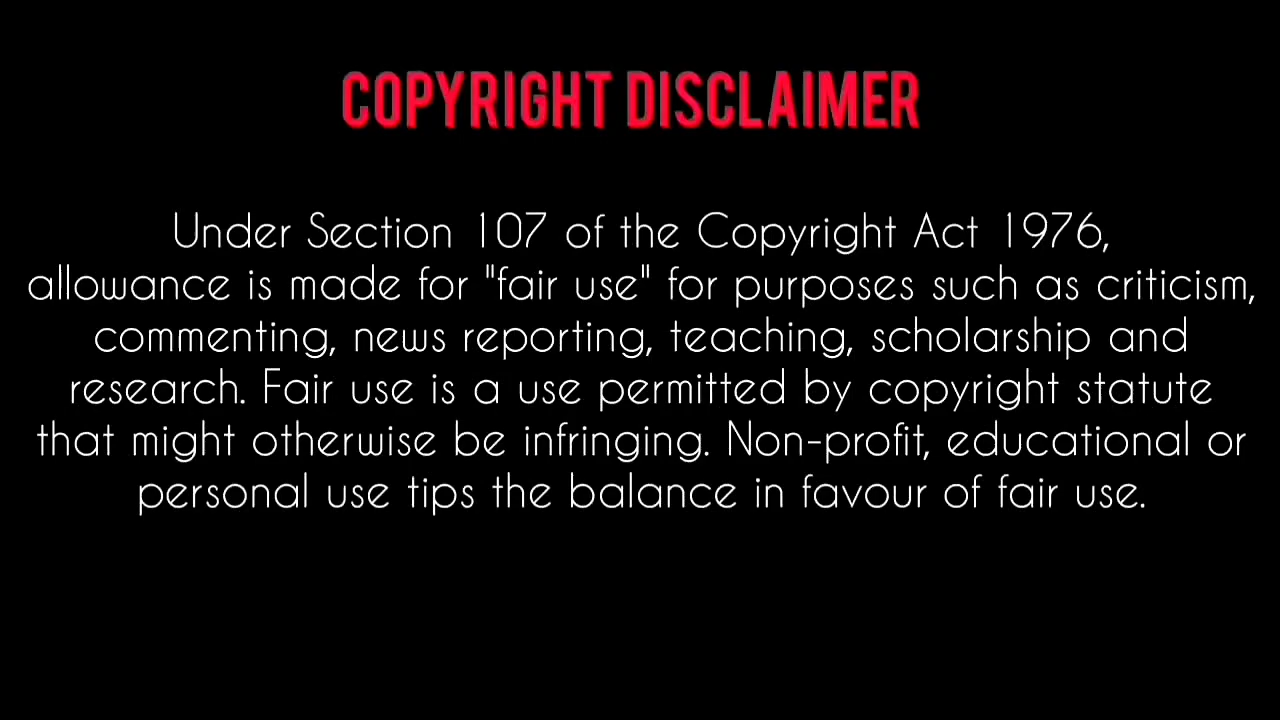 COPYRIGHT DISCLAIMER
Under Section 107 of the Copyright Act 1976,
allowance is made for "fair use" for purposes such as criticism,
commenting, news reporting, teaching, scholarship and
research. Fair use is a use permitted by copyright statute
that might otherwise be infringing. Non-profit, educational or
personal use tips the balance in favour of fair use.